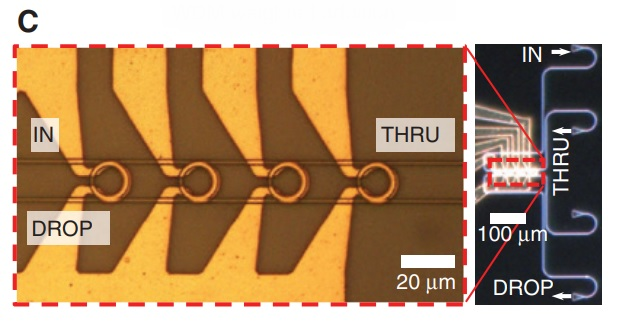 C
IN
THRU
DROP
20 μm
IN
THRU
100 μm
DROP